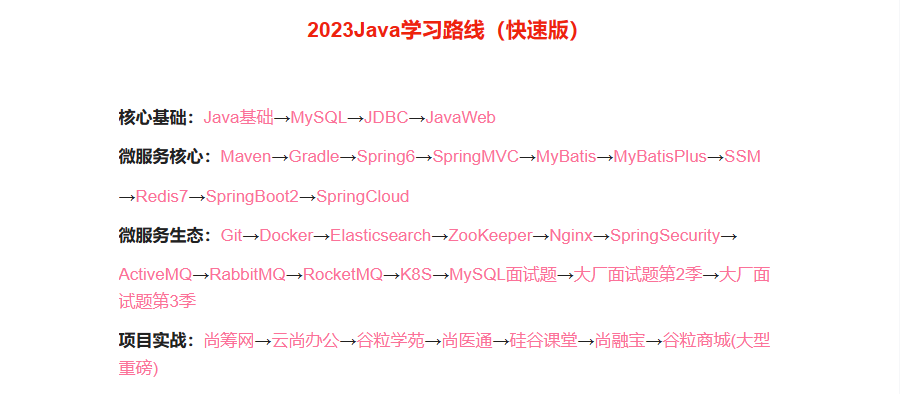 2023Java学习路线（快速版）
核心基础：Java基础→MySQL→JDBC→JavaWeb
微服务核心：Maven→Gradle→Spring6→SpringMVC→MyBatis→MyBatisPlus→SSM
→Redis7→SpringBoot2→SpringCloud
微服务生态：Git→Docker→Elasticsearch→ZooKeeper→Nginx→SpringSecurity→
ActiveMQ→RabbitMQ→RocketMQ→K8S→MySQL面试题→大厂面试题第2季→大厂面
试题第3季
项目实战：尚筹网→云尚办公→谷粒学苑→尚医通→硅谷课堂→尚融宝→谷粒商城(大型
重磅)